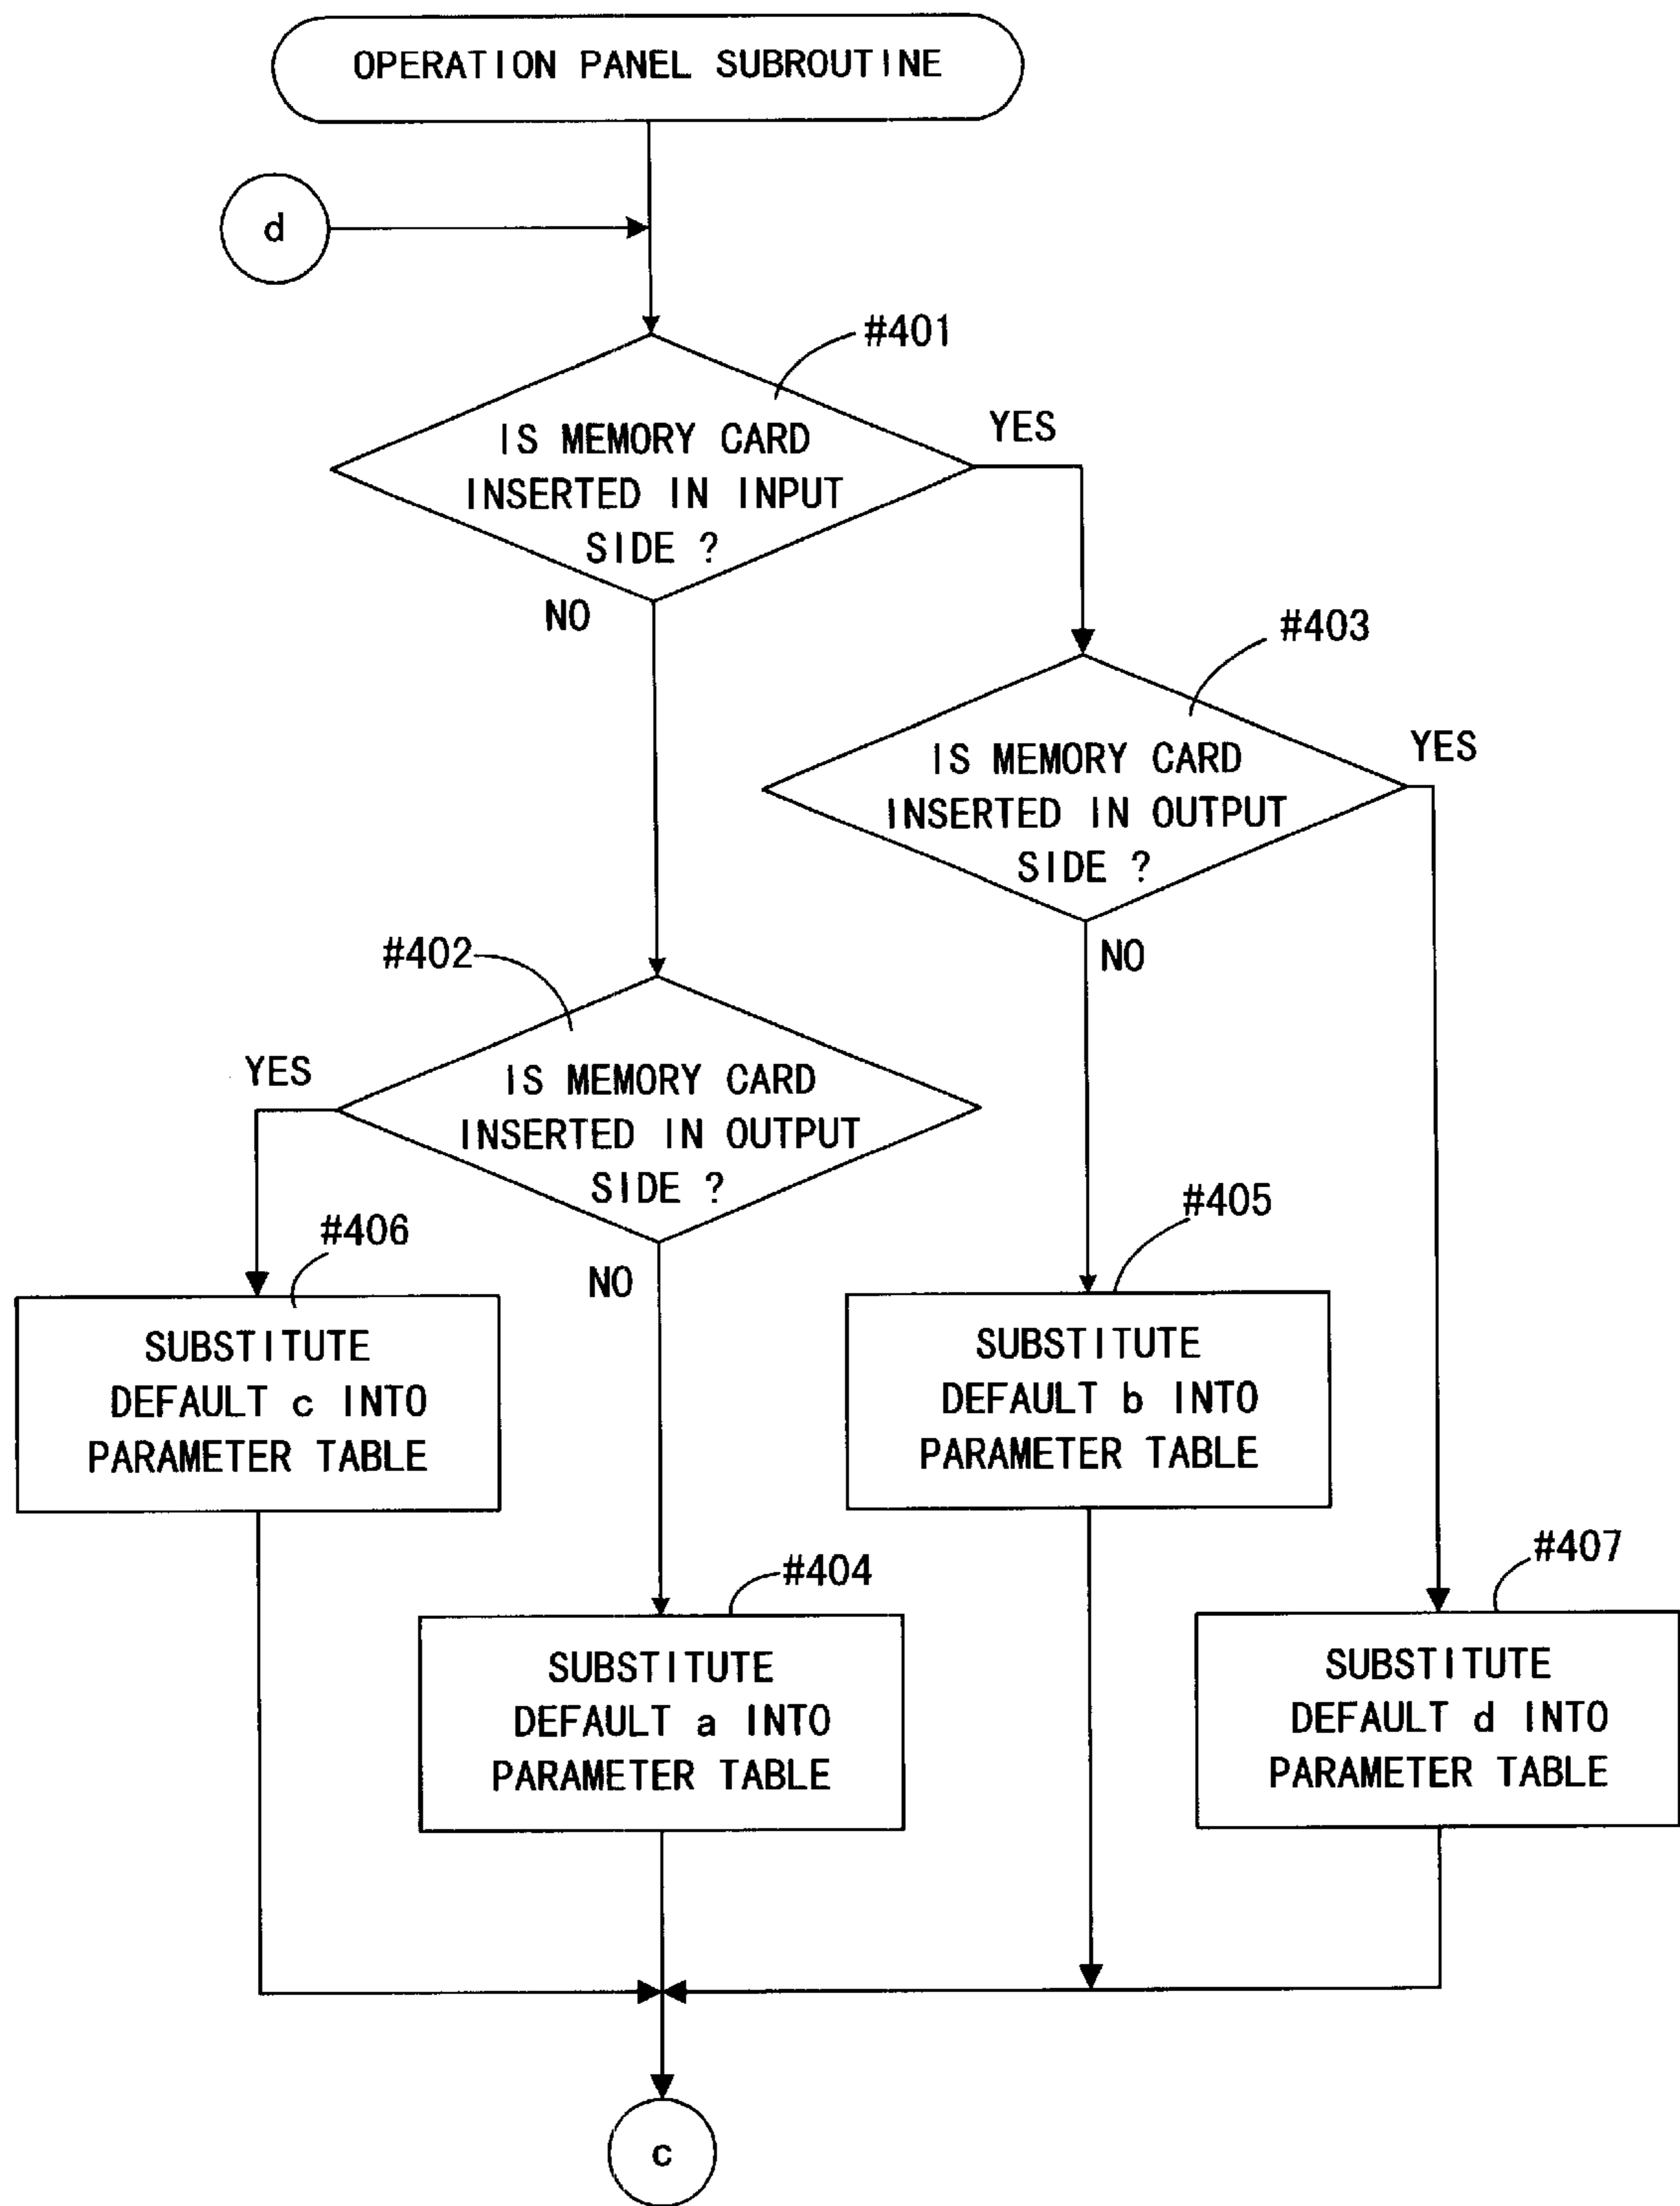 OPERATION PANEL SUBROUTINE
d
#401
IS MEMORY CARD
INSERTED IN INPUT
SIDE ?
YES
NO
#403
IS MEMORY CARD
INSERTED IN OUTPUT
SIDE ?
YES
NO
#402
IS MEMORY CARD
INSERTED IN OUTPUT
SIDE ?
YES
NO
#406
SUBSTITUTE
DEFAULT c INTO
PARAMETER TABLE
#405
SUBSTITUTE
DEFAULT b INTO
PARAMETER TABLE
#404
SUBSTITUTE
DEFAULT a INTO
PARAMETER TABLE
#407
SUBSTITUTE
DEFAULT d INTO
PARAMETER TABLE
c